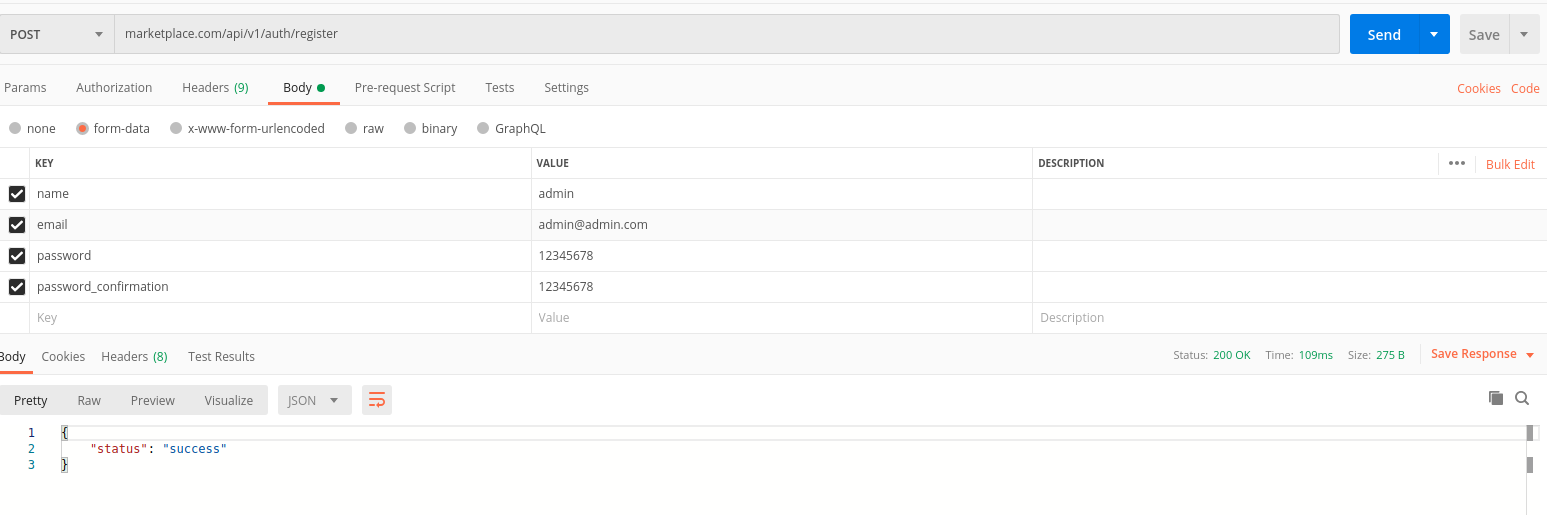 POST marketplace.com/api/v1/auth/register Send Save
Params Authorization Headers (9) Body Pre-request Script Tests Settings Cookies Code
none form-data x-www-form-urlencoded raw binary GraphQL
KEY VALUE DESCRIPTION ••• Bulk Edit
name admin
email admin@admin.com
password 12345678
password_confirmation 12345678
Key Value Description
Body Cookies Headers (8) Test Results Status: 200 OK Time: 109ms Size: 275 B Save Response
Pretty Raw Preview Visualize JSON
1 {
2 "status": "success"
3 }